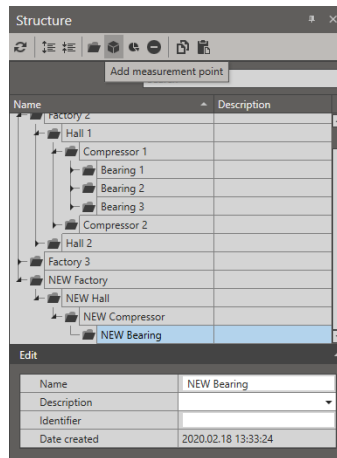 Structure
Add measurement point
Name Description
Factory 2
Hall 1
Compressor 1
Bearing 1
Bearing 2
Bearing 3
Compressor 2
Hall 2
Factory 3
NEW Factory
NEW Hall
NEW Compressor
NEW Bearing
Edit
Name NEW Bearing
Description
Identifier
Date created 2020.02.18 13:33:24